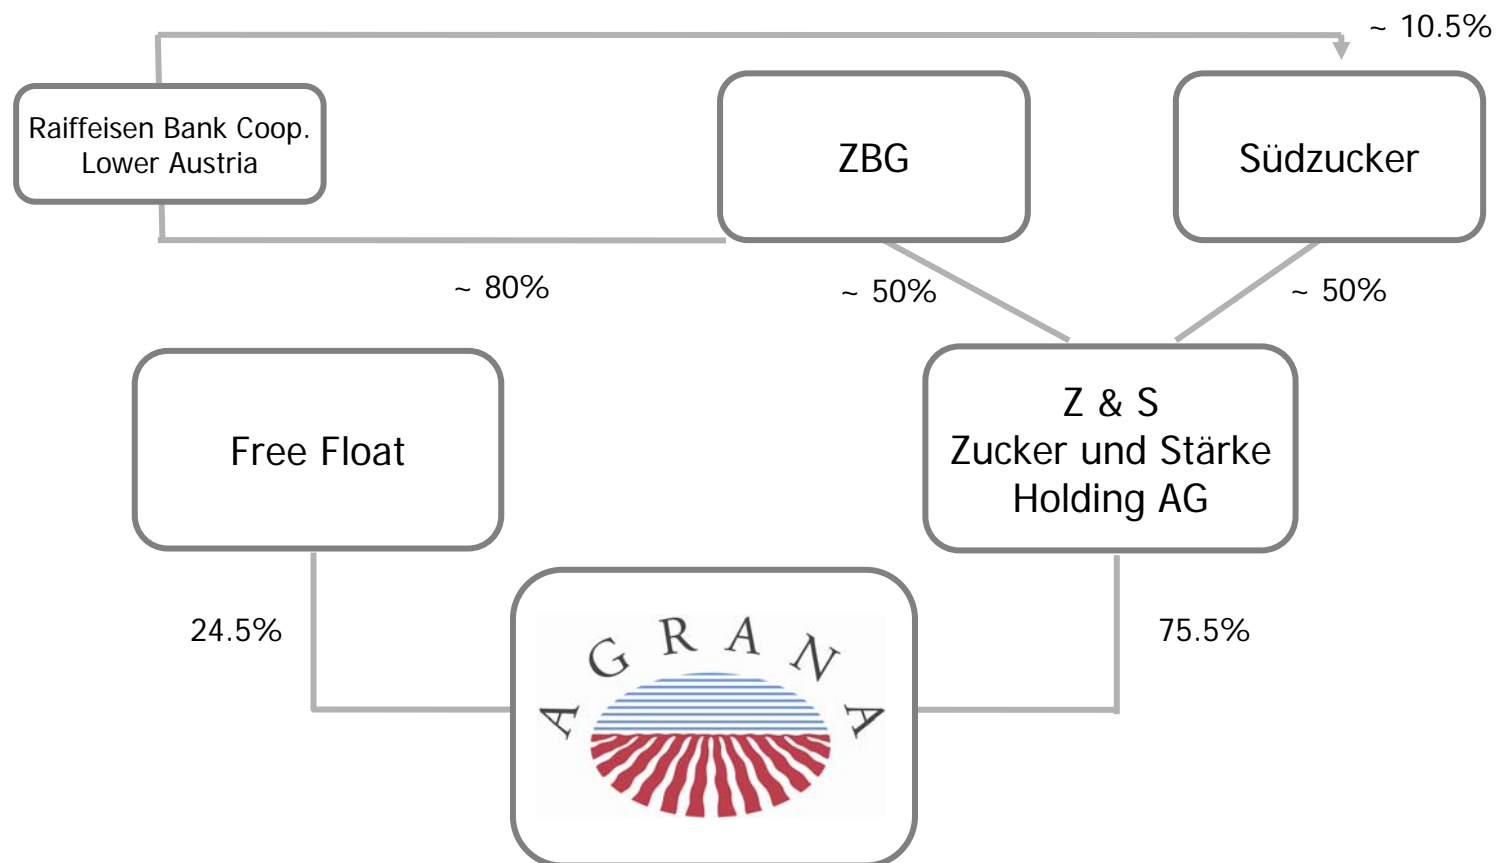 ~ 10.5%
Raiffeisen Bank Coop.
Lower Austria
ZBG
Südzucker
~ 80%
~ 50%
~ 50%
Free Float
Z & S
Zucker und Stärke
Holding AG
24.5%
75.5%
AGRANA